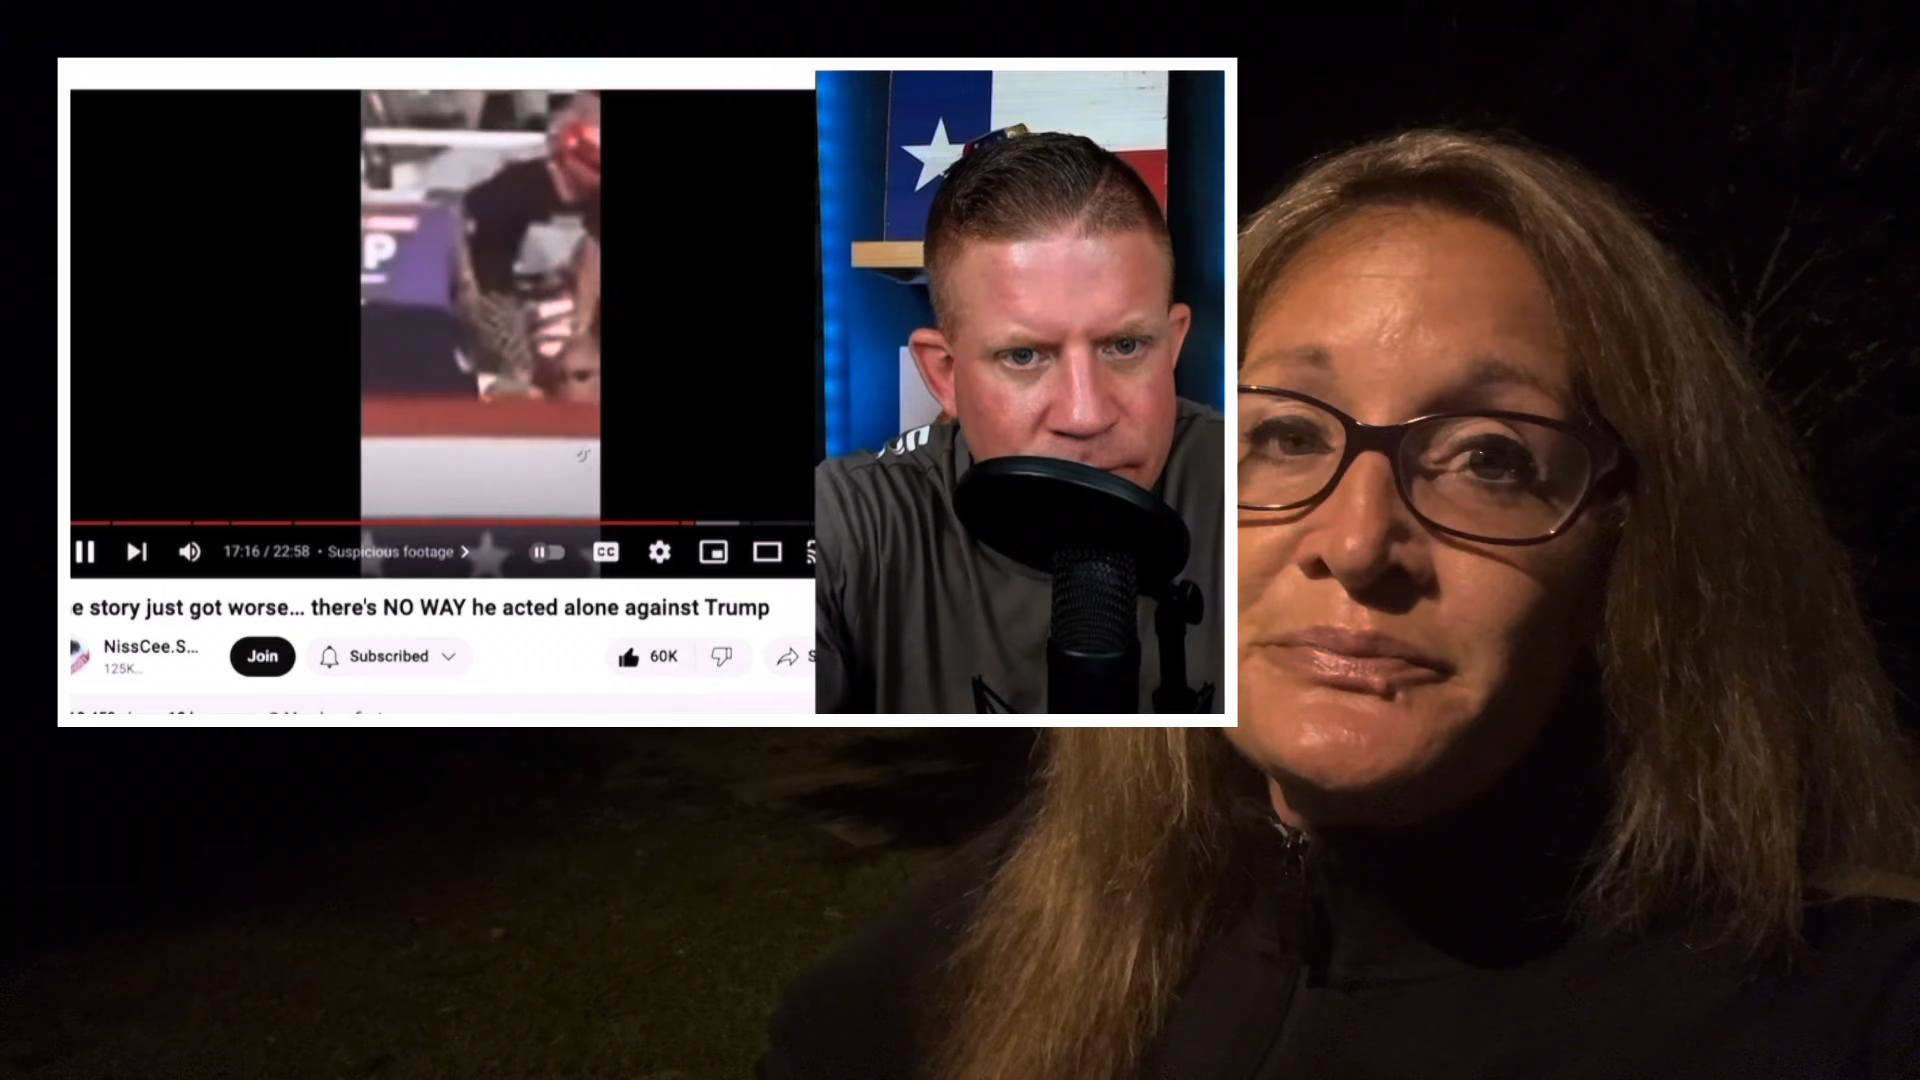 P
17:16 / 22:58 • Suspicious footage
CC
e story just got worse... there's NO WAY he acted alone against Trump
NissCee.S...
125K...
Join
Subscribed
60K
S